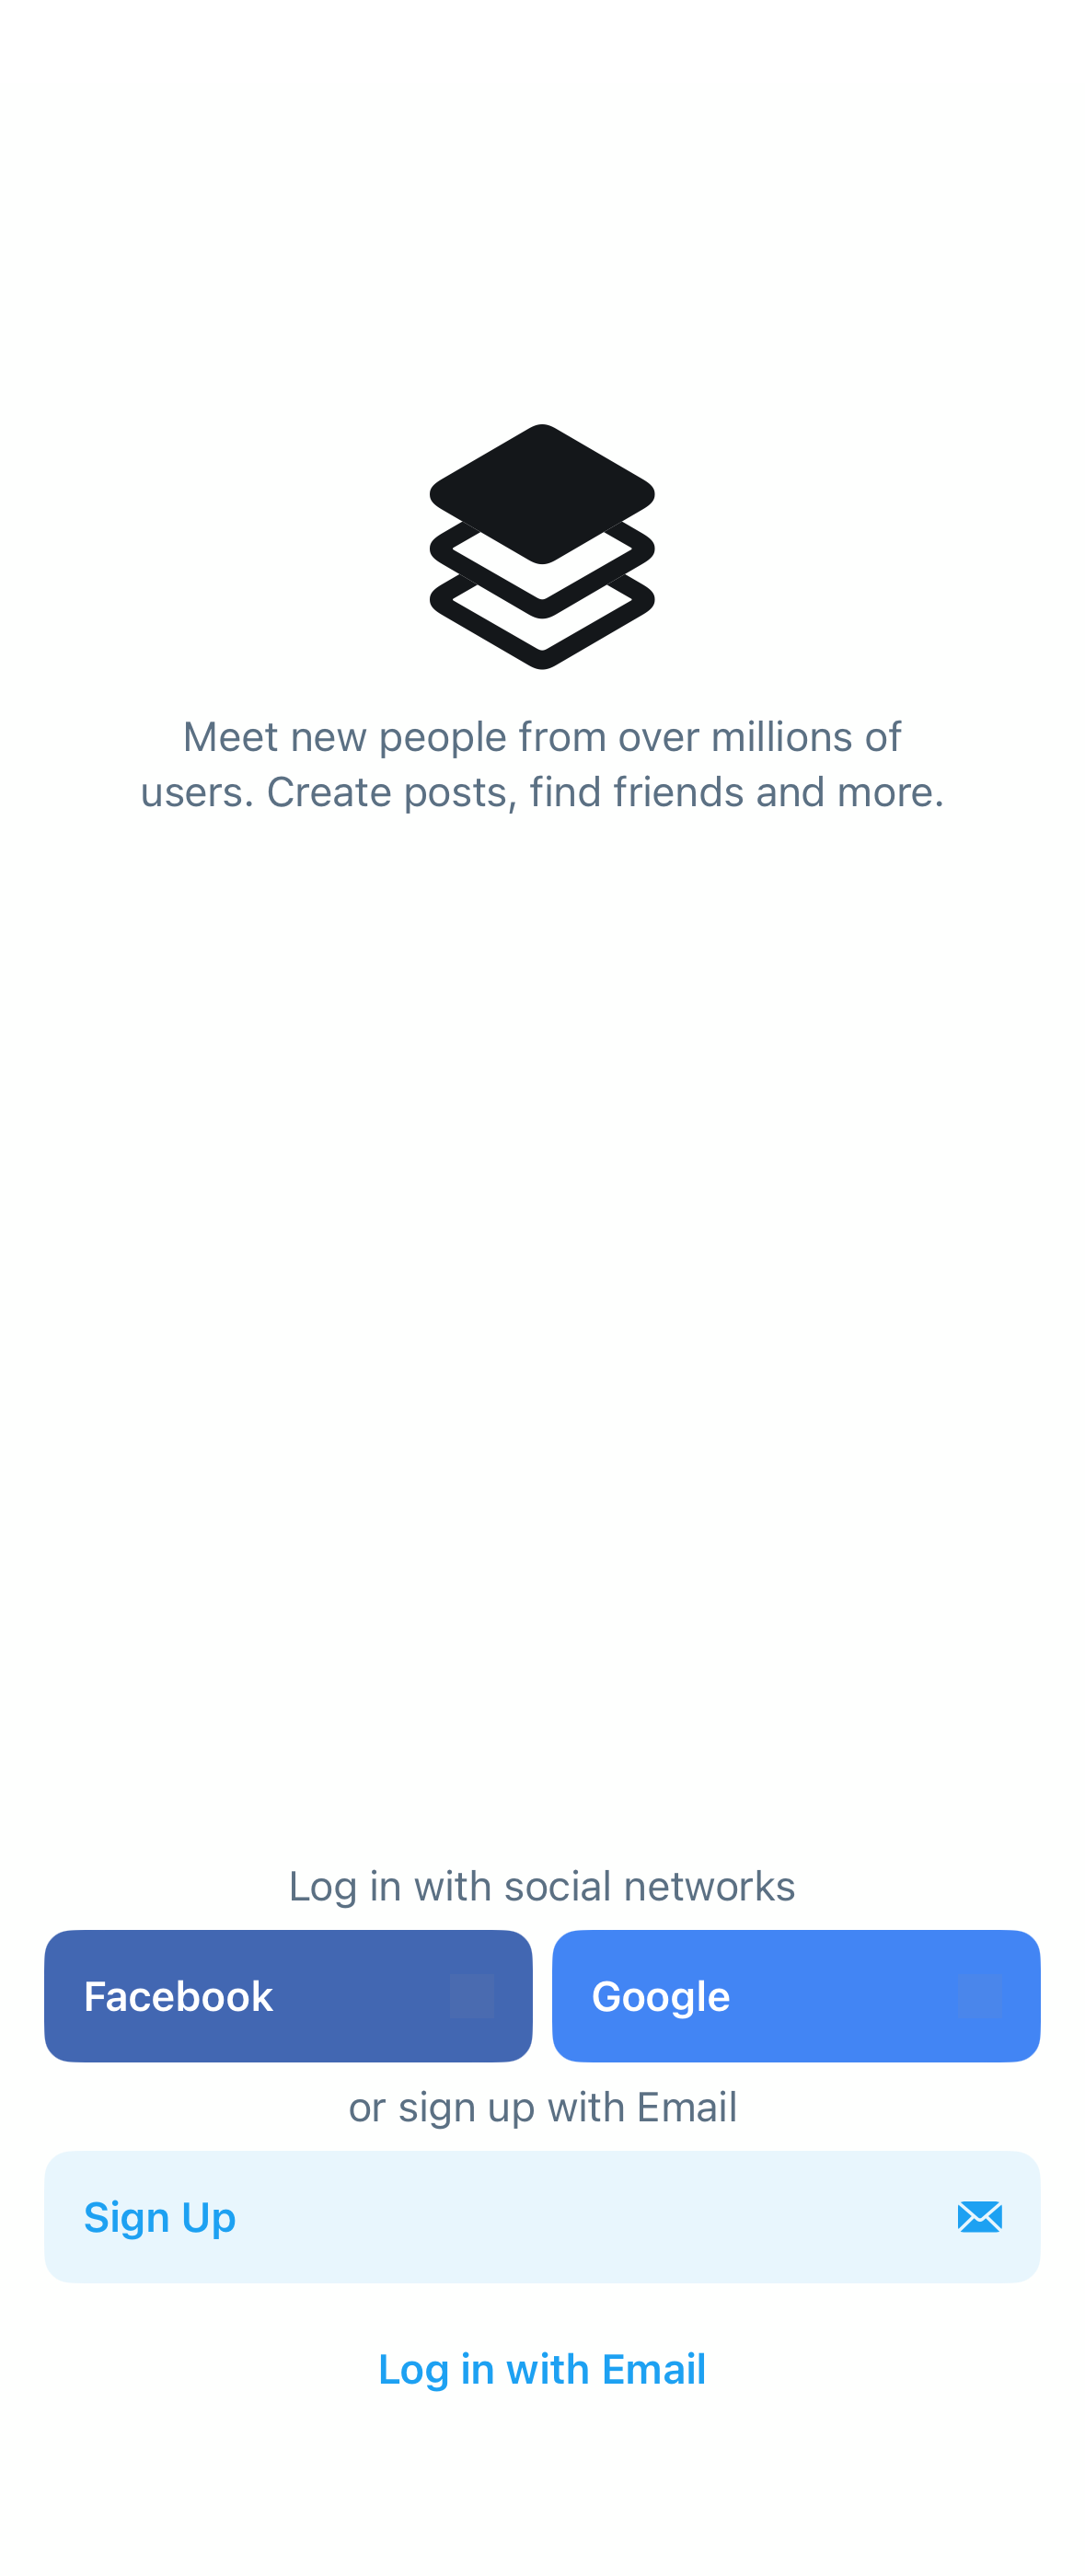 Meet new people from over millions of
users. Create posts, find friends and more.
Log in with social networks
Facebook
Google
or sign up with Email
Sign Up
Log in with Email